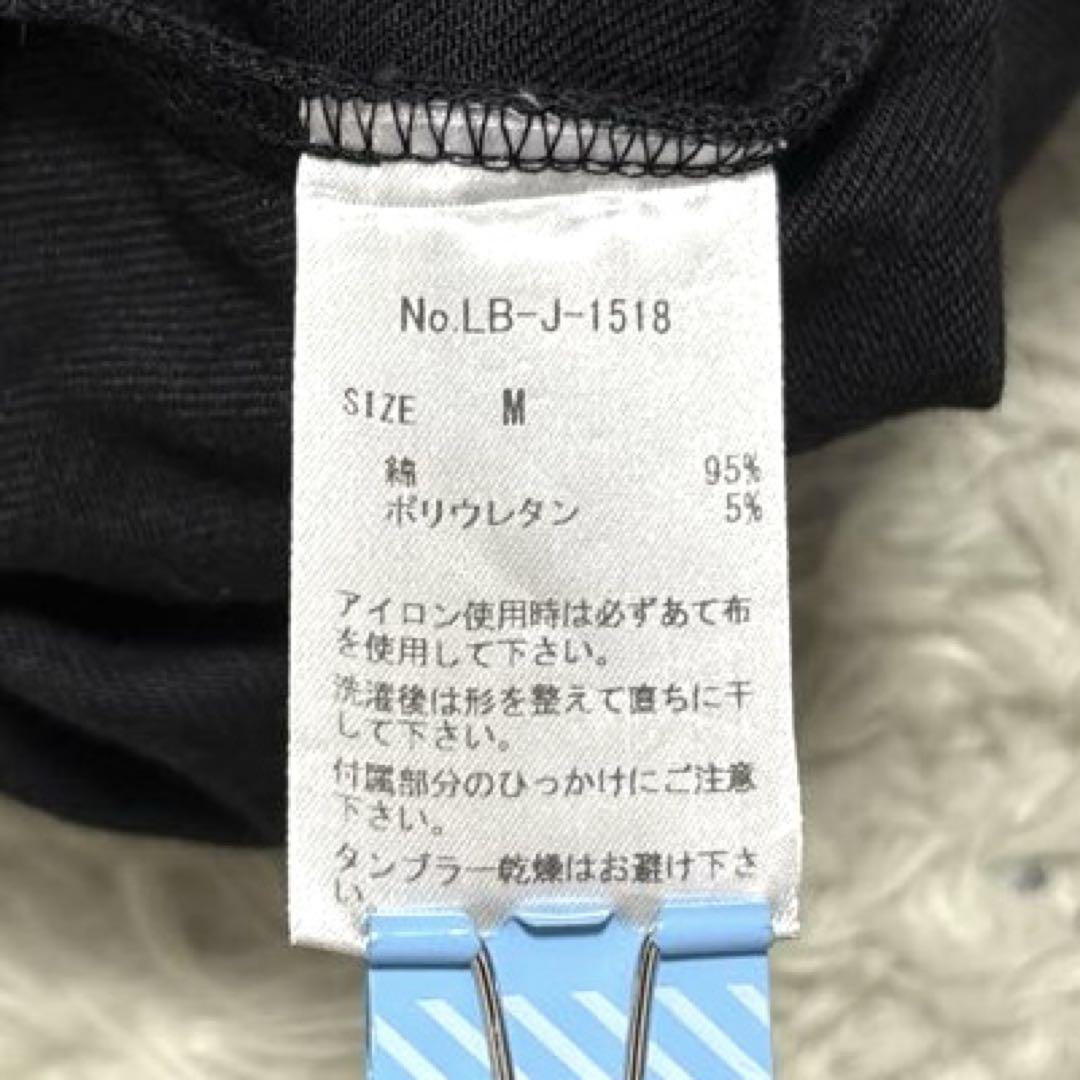 No.LB-J-1518
SIZE M
綿 95%
ポリウレタン 5%
アイロン使用時は必ずあて布
を使用して下さい。
洗濯後は形を整えて直ちに干
して下さい。
付属部分のひっかけにご注意
下さい。
タンブラー乾燥はお避け下さ
い